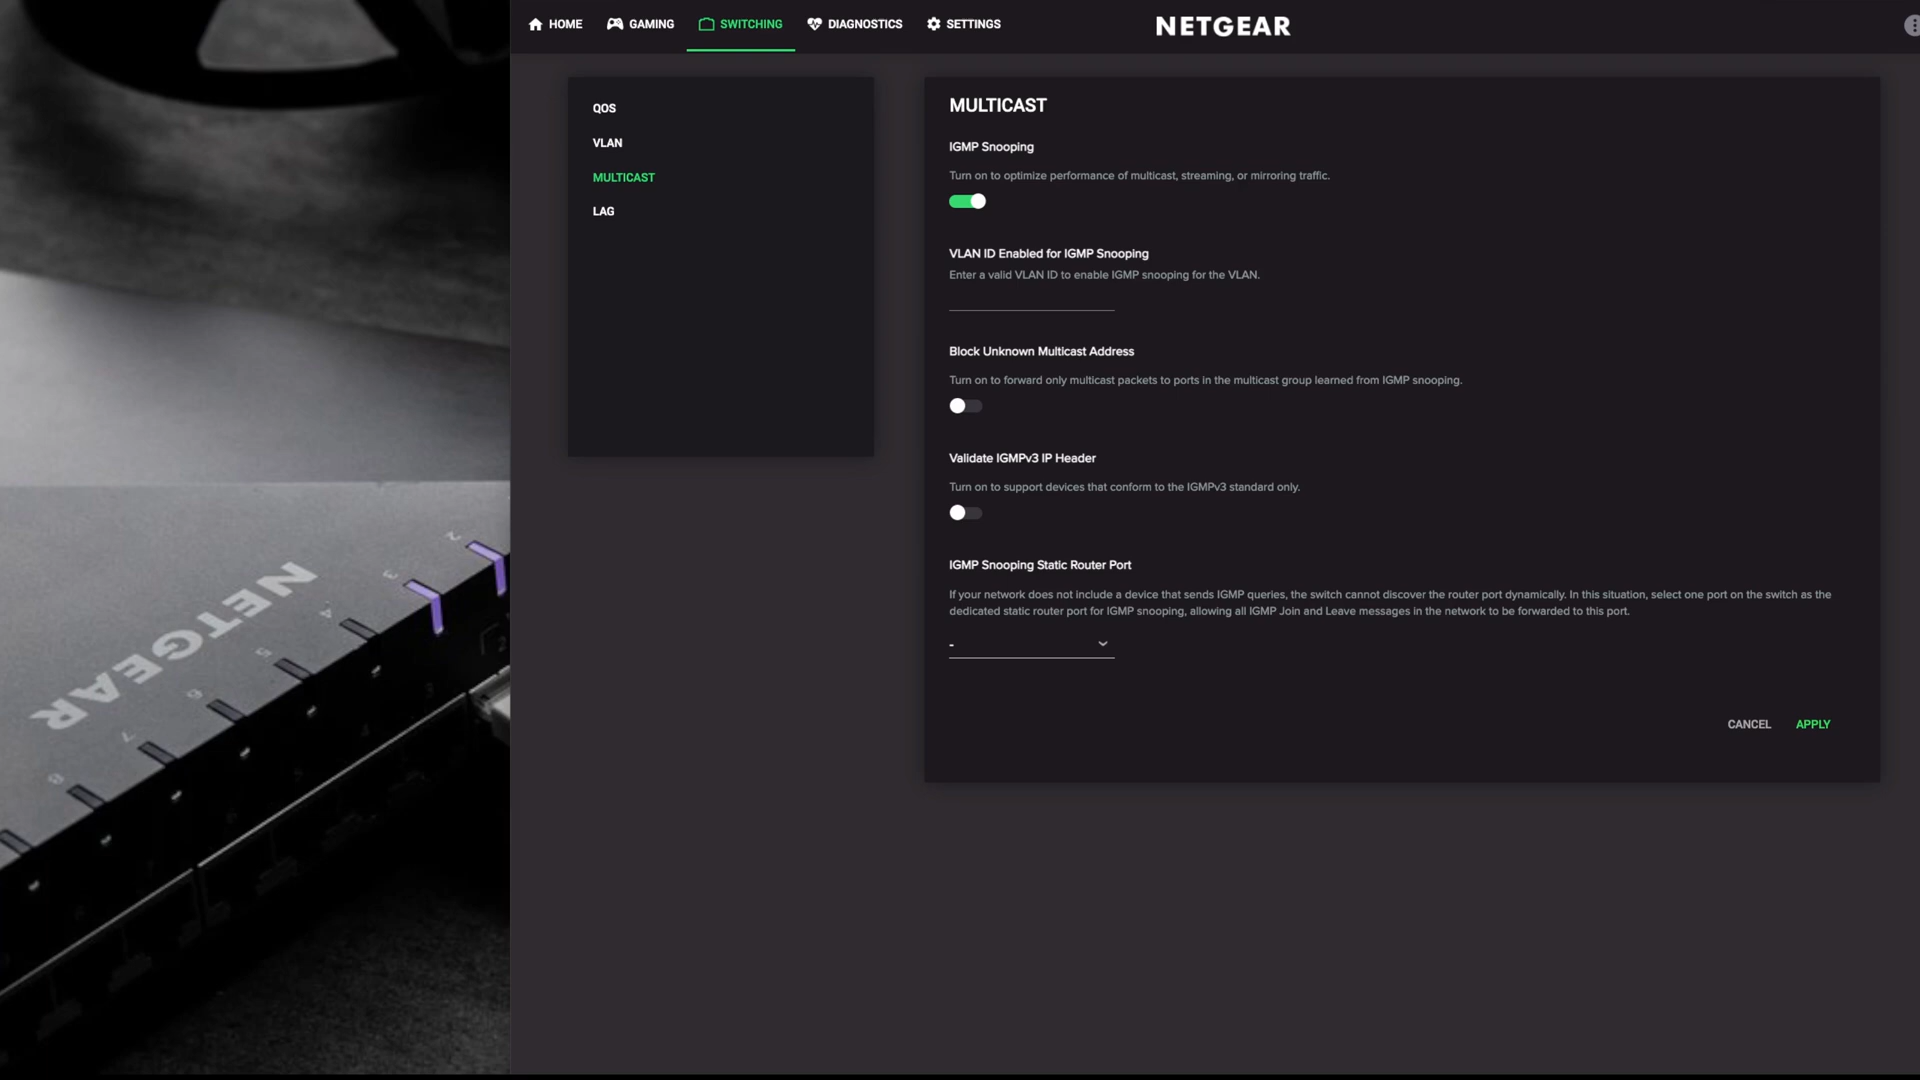 HOME
GAMING
SWITCHING
DIAGNOSTICS
SETTINGS
NETGEAR
QOS
VLAN
MULTICAST
LAG
MULTICAST
IGMP Snooping
Turn on to optimize performance of multicast, streaming, or mirroring traffic.
VLAN ID Enabled for IGMP Snooping
Enter a valid VLAN ID to enable IGMP snooping for the VLAN.
Block Unknown Multicast Address
Turn on to forward only multicast packets to ports in the multicast group learned from IGMP snooping.
Validate IGMPv3 IP Header
Turn on to support devices that conform to the IGMPv3 standard only.
IGMP Snooping Static Router Port
If your network does not include a device that sends IGMP queries, the switch cannot discover the router port dynamically. In this situation, select one port on the switch as the
dedicated static router port for IGMP snooping, allowing all IGMP Join and Leave messages in the network to be forwarded to this port.
-
CANCEL
APPLY
NETGEAR
2
3
4
5
6
7
8